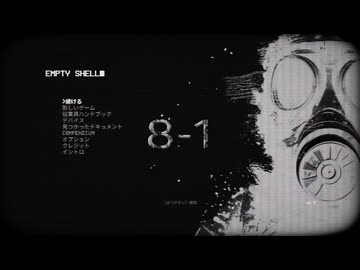 EMPTY SHELL
>続ける
新しいゲーム
従業員ハンドブック
デバイス
見つかったドキュメント
COMPENDIUM
オプション
クレジット
イントロ
8-1